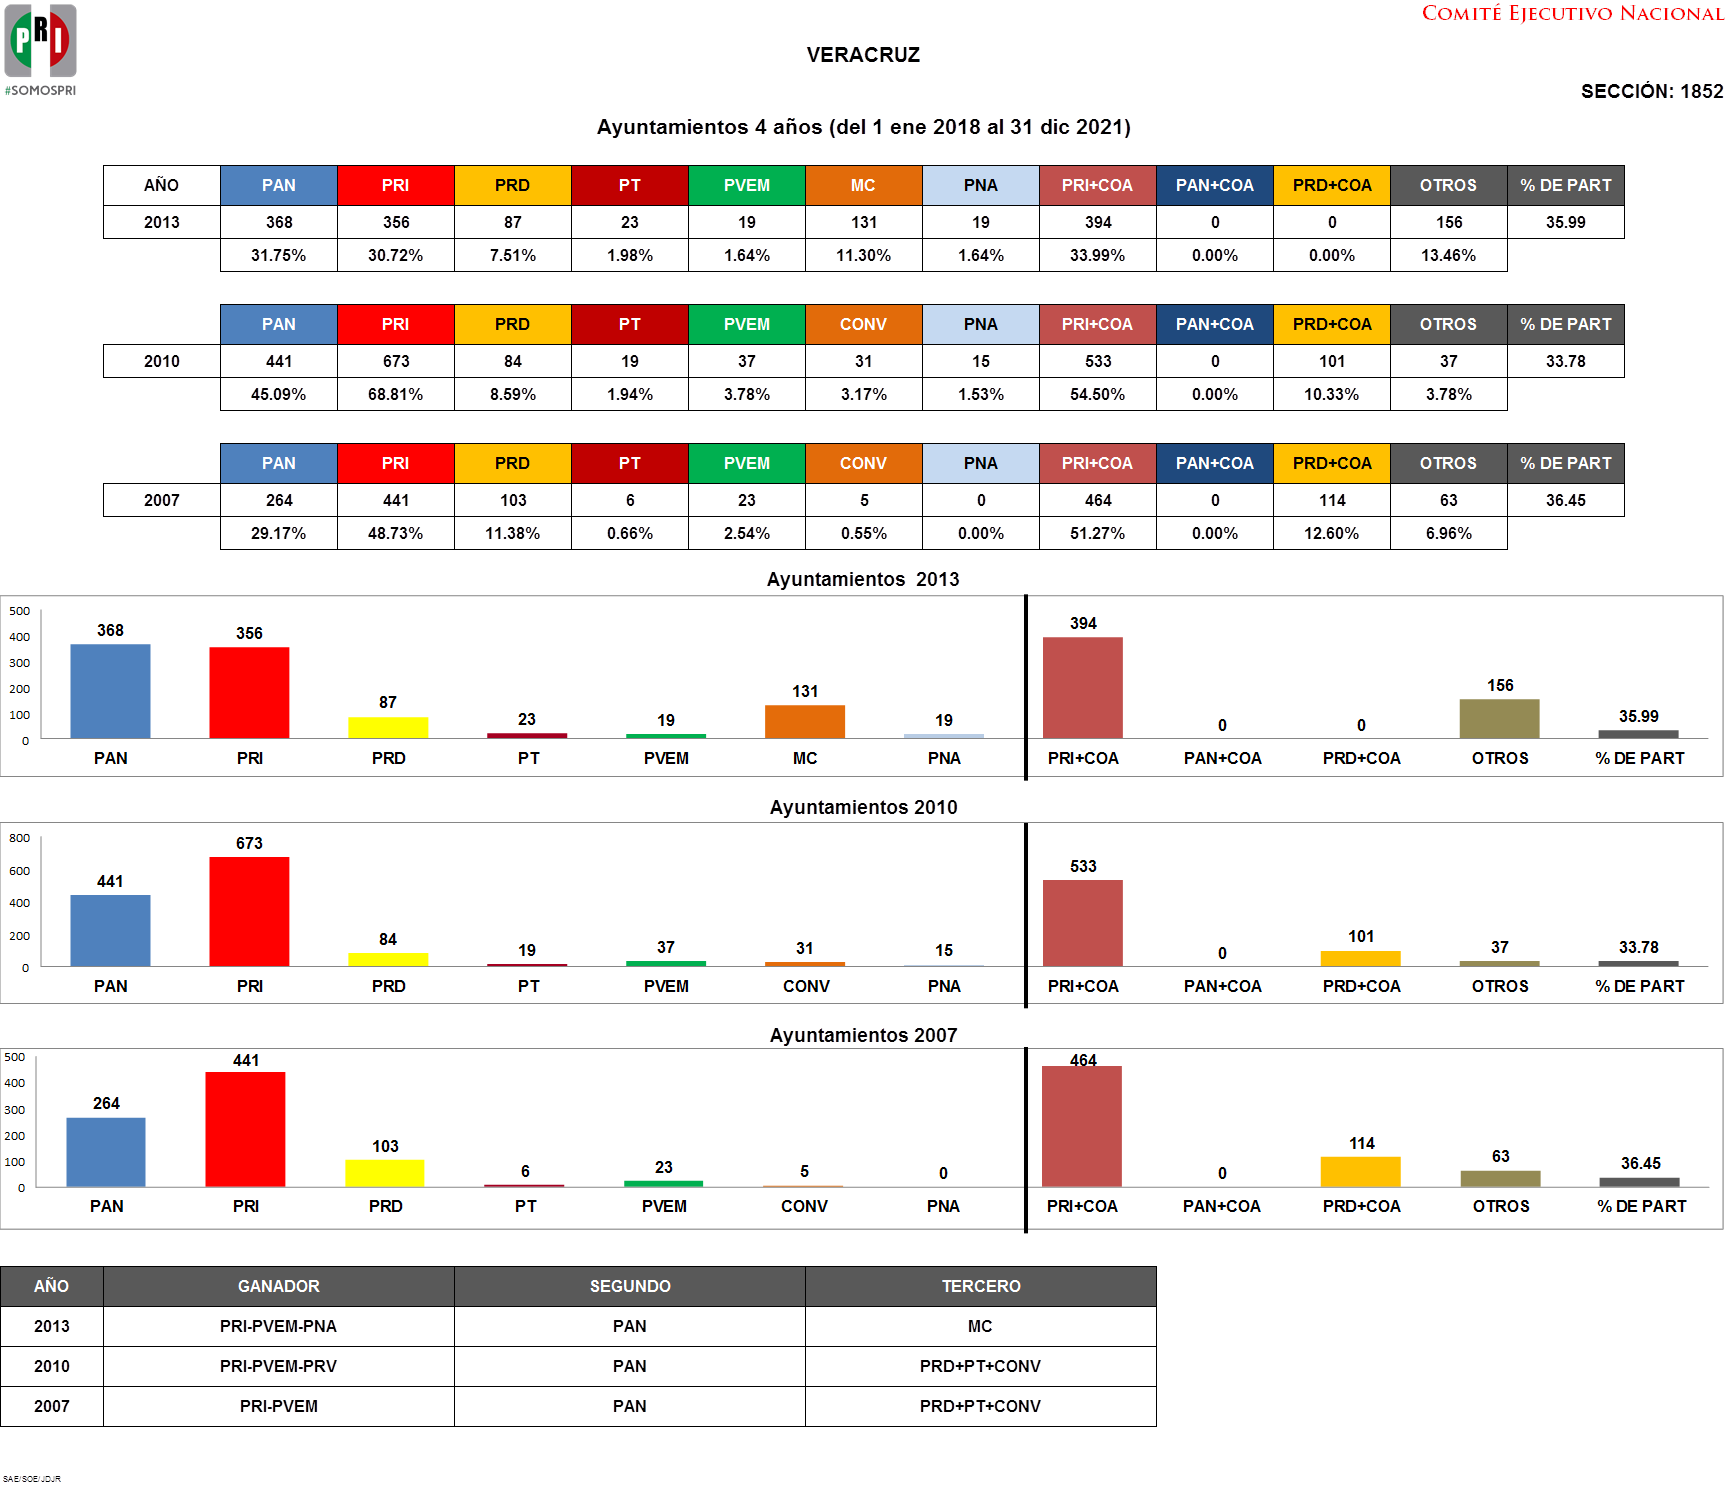 COMITÉ EJECUTIVO NACIONAL
PRI
#SOMOSPRI
VERACRUZ
SECCIÓN: 1852
Ayuntamientos 4 años (del 1 ene 2018 al 31 dic 2021)
AÑO PAN PRI PRD PT PVEM MC PNA PRI+COA PAN+COA PRD+COA OTROS % DE PART
2013 368 356 87 23 19 131 19 394 0 0 156 35.99
31.75% 30.72% 7.51% 1.98% 1.64% 11.30% 1.64% 33.99% 0.00% 0.00% 13.46%
PAN PRI PRD PT PVEM CONV PNA PRI+COA PAN+COA PRD+COA OTROS % DE PART
2010 441 673 84 19 37 31 15 533 0 101 37 33.78
45.09% 68.81% 8.59% 1.94% 3.78% 3.17% 1.53% 54.50% 0.00% 10.33% 3.78%
PAN PRI PRD PT PVEM CONV PNA PRI+COA PAN+COA PRD+COA OTROS % DE PART
2007 264 441 103 6 23 5 0 464 0 114 63 36.45
29.17% 48.73% 11.38% 0.66% 2.54% 0.55% 0.00% 51.27% 0.00% 12.60% 6.96%
Ayuntamientos 2013
500
400
300
200
100
0
368 356 87 23 19 131 19 394 0 0 156 35.99
PAN PRI PRD PT PVEM MC PNA PRI+COA PAN+COA PRD+COA OTROS % DE PART
Ayuntamientos 2010
800
600
400
200
0
441 673 84 19 37 31 15 533 0 101 37 33.78
PAN PRI PRD PT PVEM CONV PNA PRI+COA PAN+COA PRD+COA OTROS % DE PART
Ayuntamientos 2007
500
400
300
200
100
0
264 441 103 6 23 5 0 464 0 114 63 36.45
PAN PRI PRD PT PVEM CONV PNA PRI+COA PAN+COA PRD+COA OTROS % DE PART
AÑO GANADOR SEGUNDO TERCERO
2013 PRI-PVEM-PNA PAN MC
2010 PRI-PVEM-PRV PAN PRD+PT+CONV
2007 PRI-PVEM PAN PRD+PT+CONV
SAE/SOE/JDJR